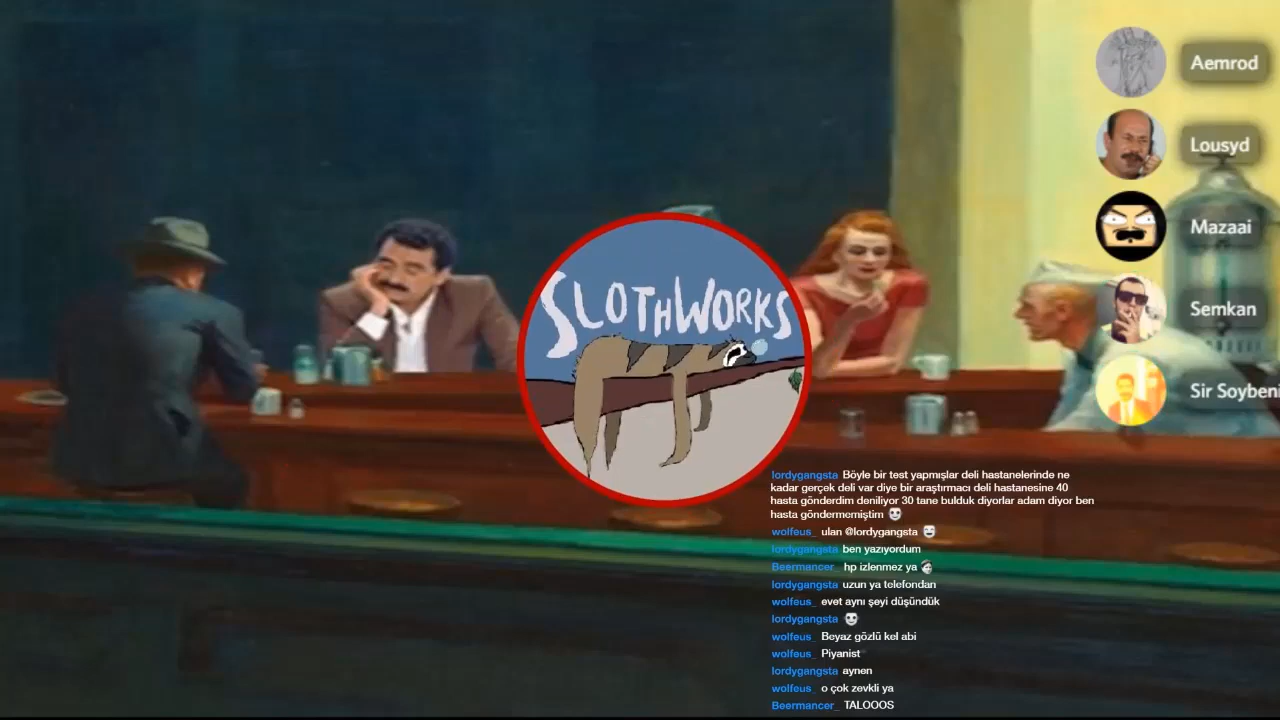 Aemrod
Lousyd
Mazaai
Semkan
Sir Soybeni
SLOTHWORKS
lordygangsta Böyle bir test yapmışlar deli hastanelerinde ne
kadar gerçek deli var diye bir araştırmacı deli hastanesine 40
hasta gönderdim deniliyor 30 tane bulduk diyorlar adam diyor ben
hasta göndermemiştim
wolfeus_ ulan @lordygangsta
lordygangsta ben yazıyordum
Beermancer_ hp izlenmez ya
lordygangsta uzun ya telefondan
wolfeus_ evet aynı şeyi düşündük
lordygangsta
wolfeus_ Beyaz gözlü kel abi
wolfeus_ Piyanist
lordygangsta aynen
wolfeus_ o çok zevkli ya
Beermancer_ TALOOOS